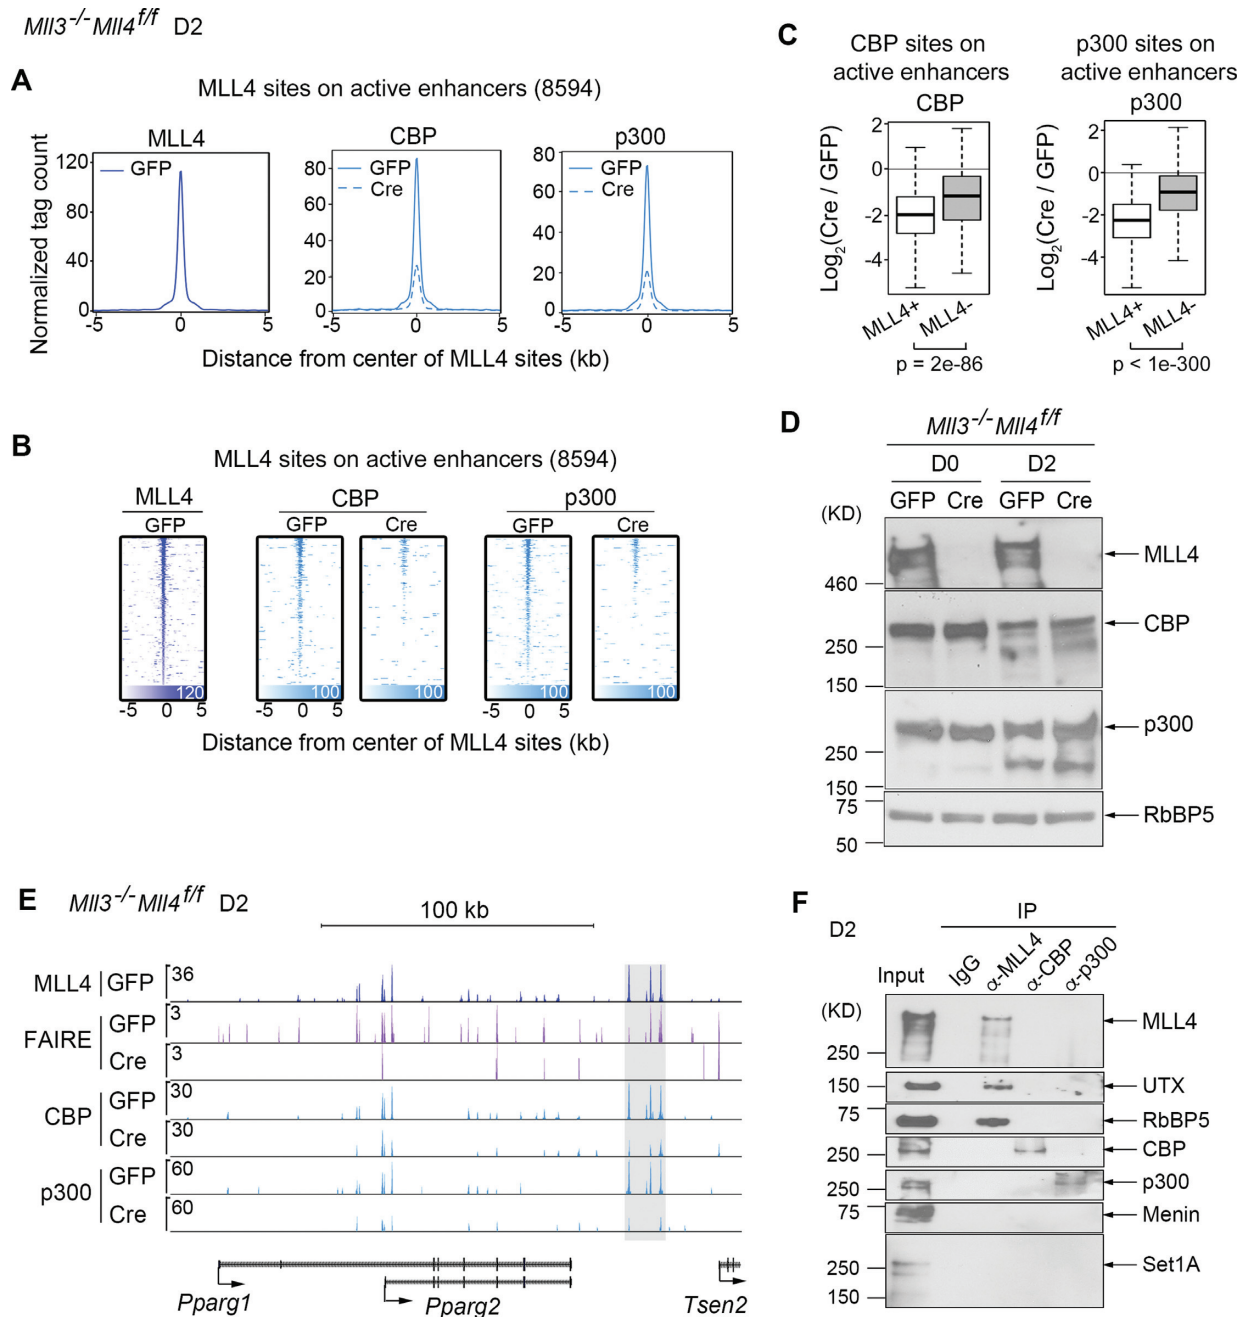 Mll3-/-Mll4f/f D2
A
MLL4 sites on active enhancers (8594)
MLL4 CBP p300
Normalized tag count
120
80
40
0
GFP
-5 0 5
80
60
40
20
0
GFP
Cre
-5 0 5
80
60
40
20
0
GFP
Cre
-5 0 5
Distance from center of MLL4 sites (kb)
B
MLL4 sites on active enhancers (8594)
MLL4 CBP p300
GFP GFP Cre GFP Cre
120 100 100 100 100
-5 0 5 -5 0 5 -5 0 5
Distance from center of MLL4 sites (kb)
C
CBP sites on
active enhancers
CBP
Log2(Cre / GFP)
2
0
-2
-4
MLL4+ MLL4-
p = 2e-86
p300 sites on
active enhancers
p300
Log2(Cre / GFP)
2
0
-2
-4
MLL4+ MLL4-
p < 1e-300
D
Mll3-/-Mll4f/f
D0 D2
GFP Cre GFP Cre
(KD)
MLL4
460
CBP
250
150
p300
250
150
75
RbBP5
50
E
Mll3-/-Mll4f/f D2
100 kb
MLL4 GFP 36
FAIRE GFP 3
Cre 3
CBP GFP 30
Cre 30
p300 GFP 60
Cre 60
Pparg1 Pparg2 Tsen2
F
D2
IP
Input IgG α-MLL4 α-CBP α-p300
(KD)
MLL4
250
150 UTX
75
RbBP5
250 CBP
250 p300
75 Menin
250 Set1A
150